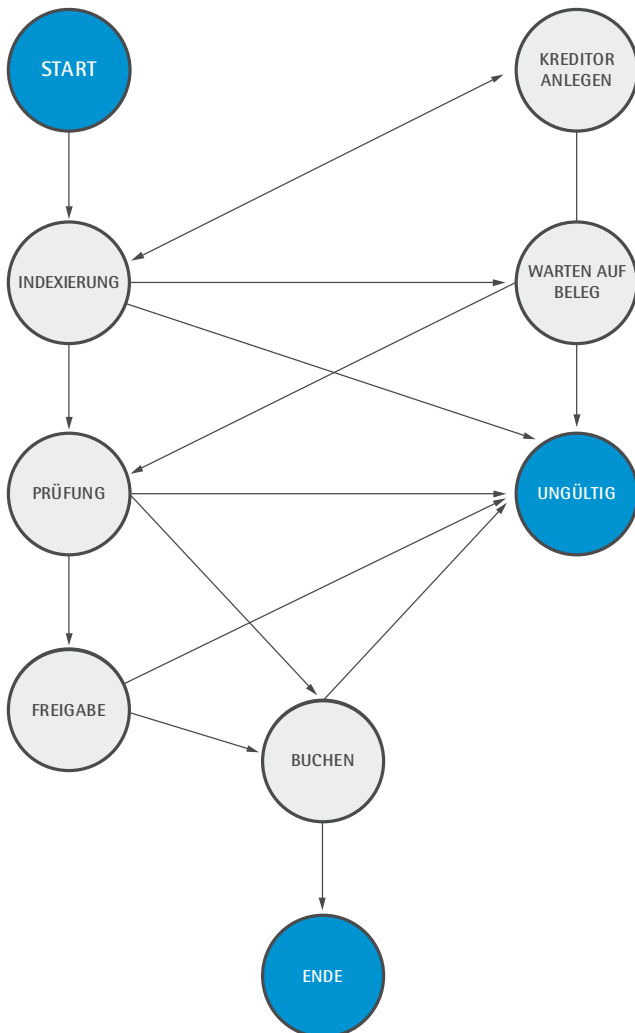 START
KREDITOR
ANLEGEN
INDEXIERUNG
WARTEN AUF
BELEG
PRÜFUNG
UNGÜLTIG
FREIGABE
BUCHEN
ENDE